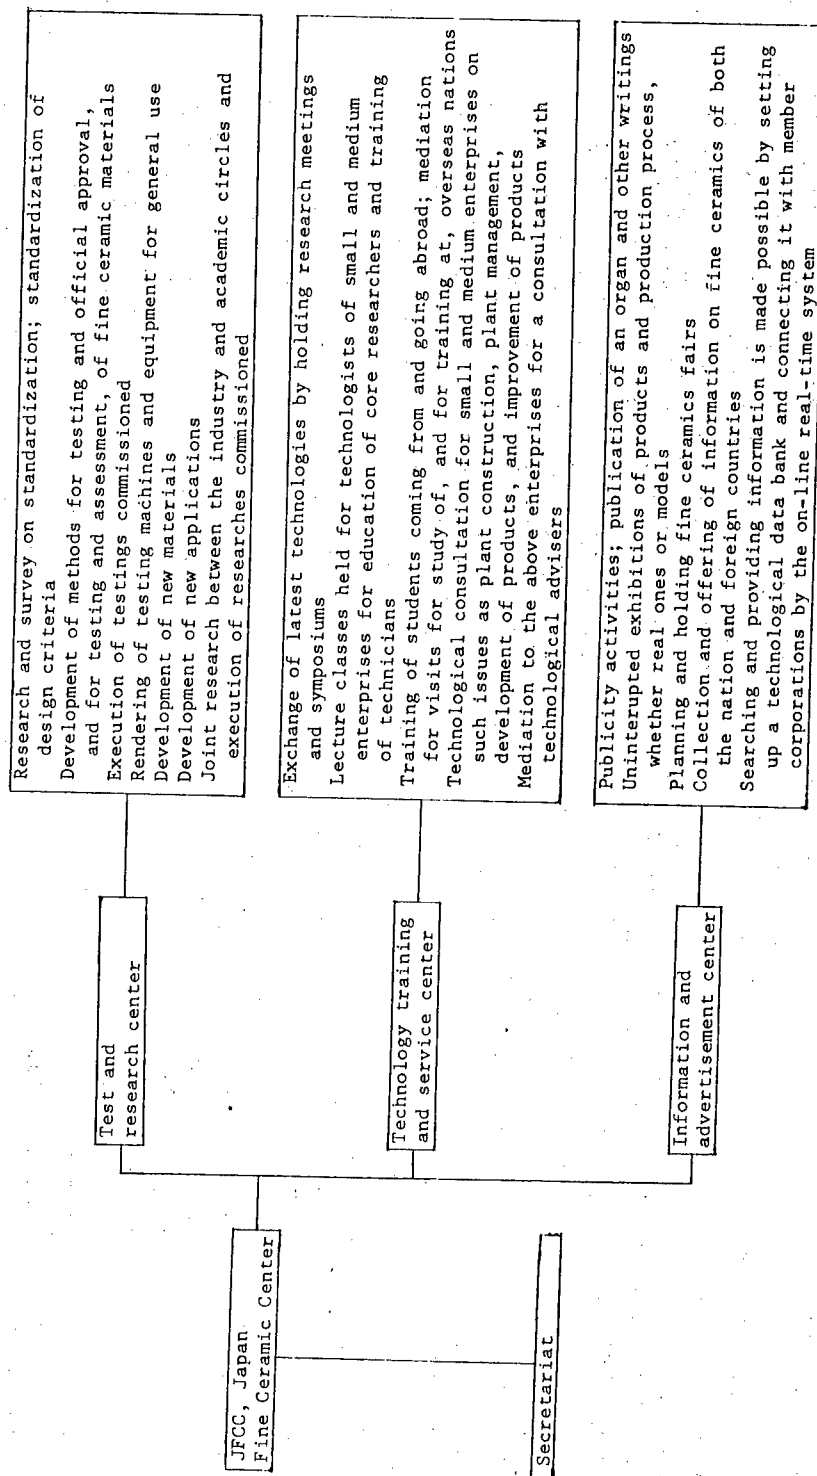 JFCC, Japan
Fine Ceramic Center
Secretariat
Test and
research center
Research and survey on standardization; standardization of
design criteria
Development of methods for testing and official approval,
and for testing and assessment, of fine ceramic materials
Execution of testings commissioned
Rendering of testing machines and equipment for general use
Development of new materials
Development of new applications
Joint research between the industry and academic circles and
execution of researches commissioned
Technology training
and service center
Exchange of latest technologies by holding research meetings
and symposiums
Lecture classes held for technologists of small and medium
enterprises for education of core researchers and training
of technicians
Training of students coming from and going abroad; mediation
for visits for study of, and for training at, overseas nations
Technological consultation for small and medium enterprises on
such issues as plant construction, plant management,
development of products, and improvement of products
Mediation to the above enterprises for a consultation with
technological advisers
Information and
advertisement center
Publicity activities; publication of an organ and other writings
Uninterupted exhibitions of products and production process,
whether real ones or models
Planning and holding fine ceramics fairs
Collection and offering of information on fine ceramics of both
the nation and foreign countries
Searching and providing information is made possible by setting
up a technological data bank and connecting it with member
corporations by the on-line real-time system